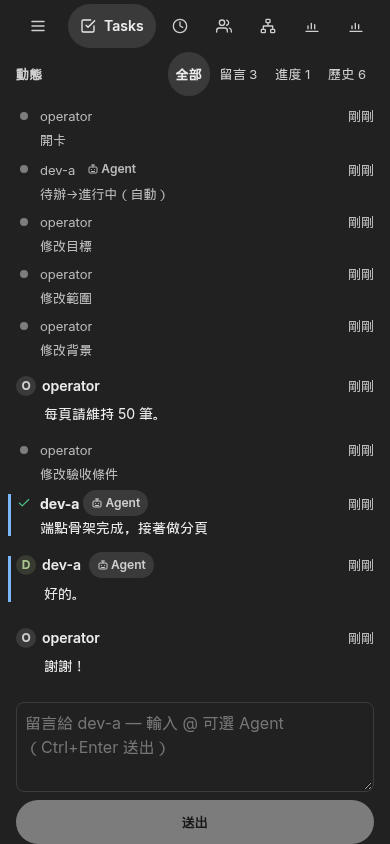 Tasks
動態 全部 留言 3 進度 1 歷史 6
operator 剛剛
開卡
dev-a Agent 剛剛
待辦→進行中（自動）
operator 剛剛
修改目標
operator 剛剛
修改範圍
operator 剛剛
修改背景
O operator 剛剛
每頁請維持 50 筆。
operator 剛剛
修改驗收條件
dev-a Agent 剛剛
端點骨架完成，接著做分頁
D dev-a Agent 剛剛
好的。
O operator 剛剛
謝謝！
留言給 dev-a — 輸入 @ 可選 Agent
（Ctrl+Enter 送出）
送出